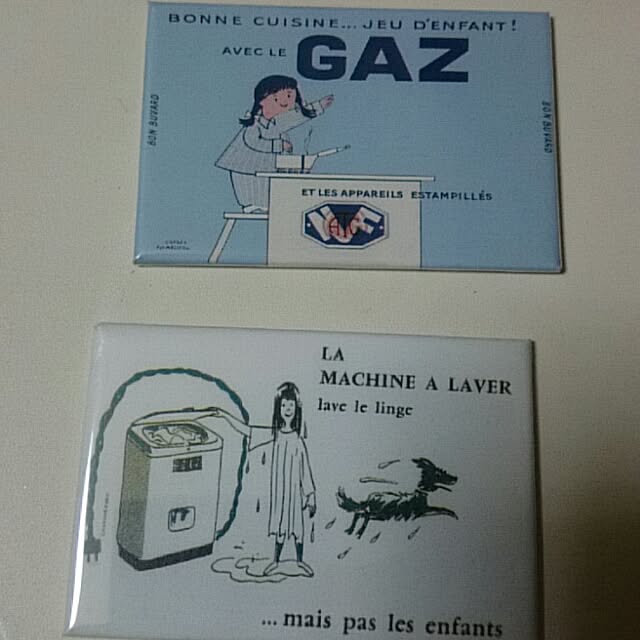 BONNE CUISINE... JEU D'ENFANT!
AVEC LE GAZ
BON BUVARD
BON BUVARD
ET LES APPAREILS ESTAMPILLÉS
LA
MACHINE A LAVER
lave le linge
...mais pas les enfants